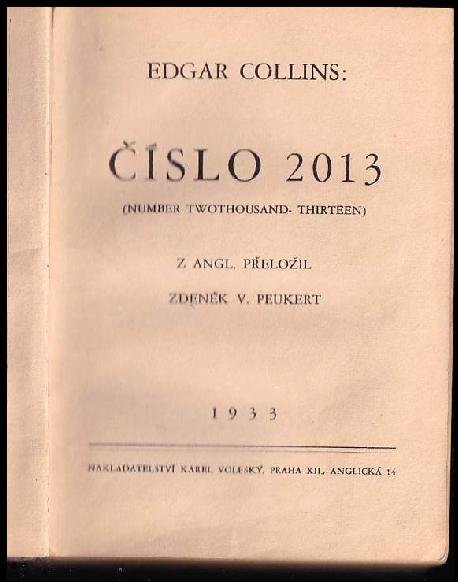 EDGAR COLLINS:
ČÍSLO 2013
(NUMBER TWOTHOUSAND- THIRTEEN)
Z ANGL. PŘELOŽIL
ZDENĚK V. PEUKERT
1933
NAKLADATELSTVÍ KAREL VOLESKÝ, PRAHA XII., ANGLICKÁ 14